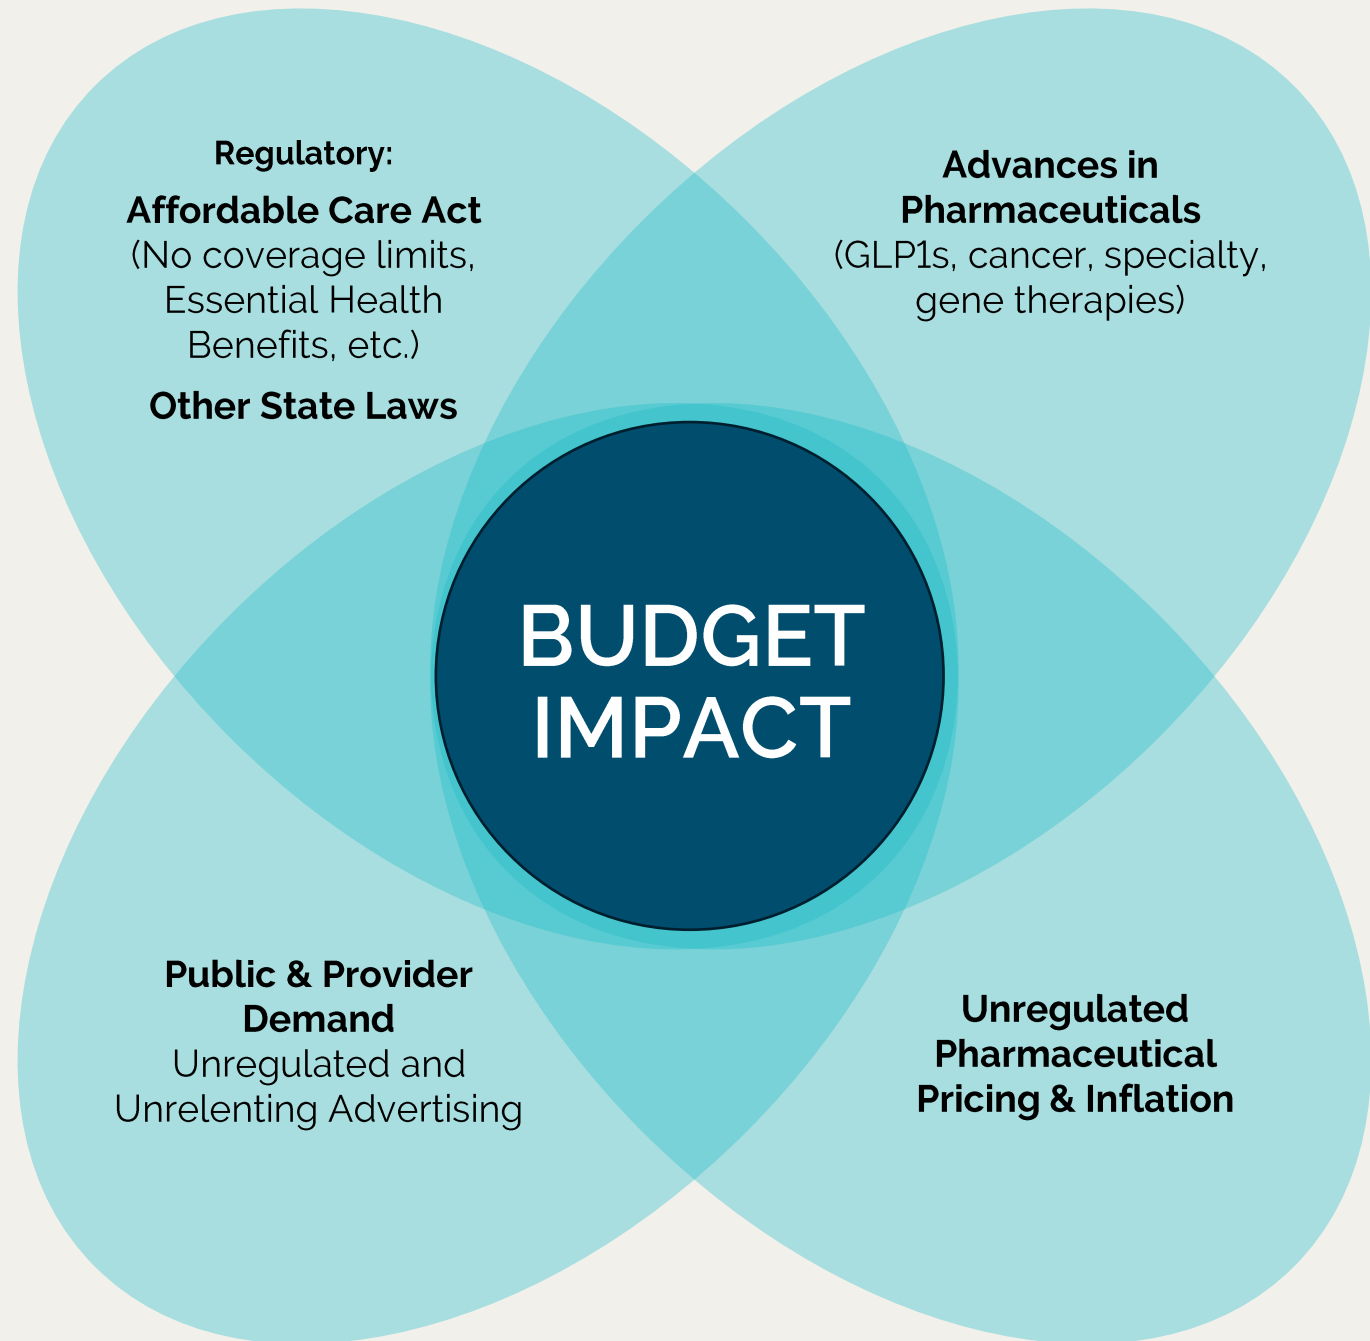 Regulatory:
Affordable Care Act
(No coverage limits,
Essential Health
Benefits, etc.)
Other State Laws
Advances in
Pharmaceuticals
(GLP1s, cancer, specialty,
gene therapies)
BUDGET
IMPACT
Public & Provider
Demand
Unregulated and
Unrelenting Advertising
Unregulated
Pharmaceutical
Pricing & Inflation